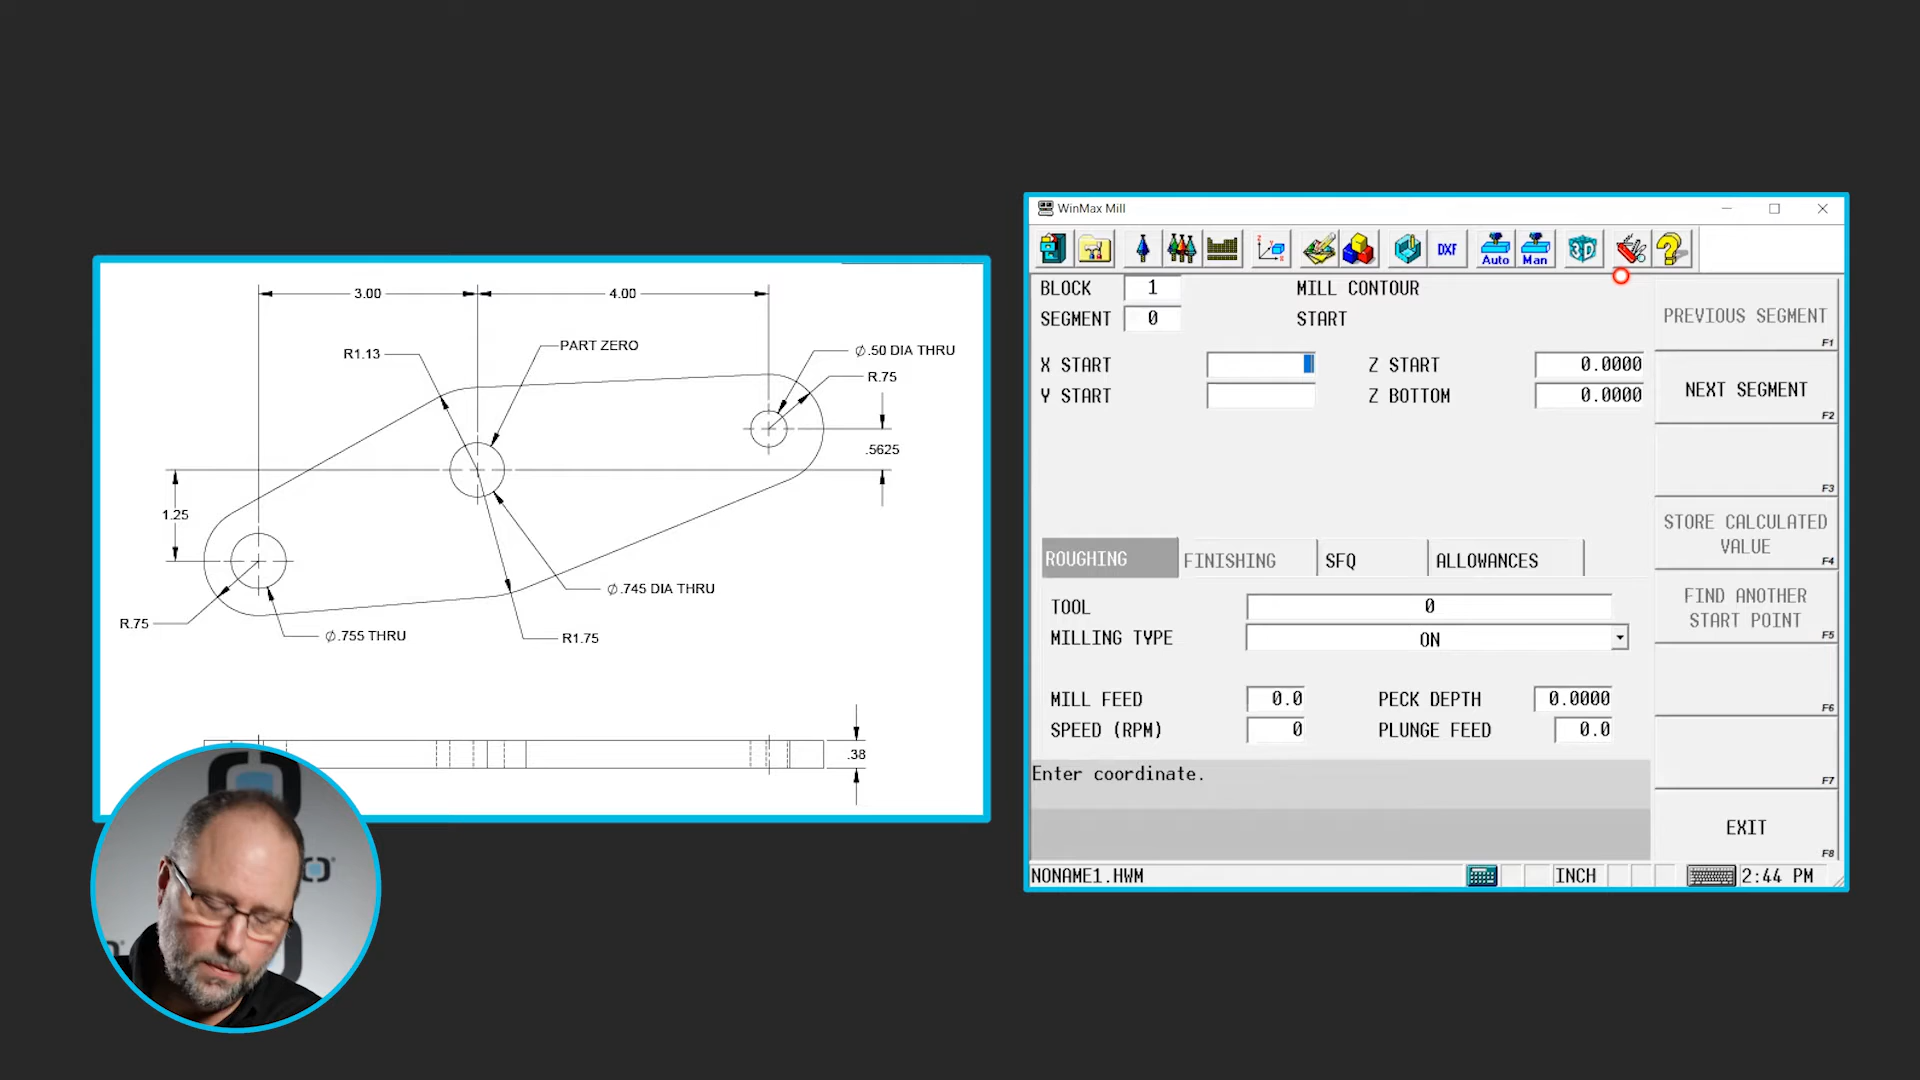 3.00
4.00
R1.13
PART ZERO
Ø.50 DIA THRU
R.75
.5625
1.25
Ø.745 DIA THRU
R.75
Ø.755 THRU
R1.75
.38
WinMax Mill
DXF
Auto
Man
3D
BLOCK 1 MILL CONTOUR
SEGMENT 0 START
X START Z START 0.0000
Y START Z BOTTOM 0.0000
ROUGHING FINISHING SFQ ALLOWANCES
TOOL 0
MILLING TYPE ON
MILL FEED 0.0 PECK DEPTH 0.0000
SPEED (RPM) 0 PLUNGE FEED 0.0
Enter coordinate.
PREVIOUS SEGMENT
F1
NEXT SEGMENT
F2
F3
STORE CALCULATED
VALUE
F4
FIND ANOTHER
START POINT
F5
F6
F7
EXIT
F8
NONAME1.HWM INCH 2:44 PM